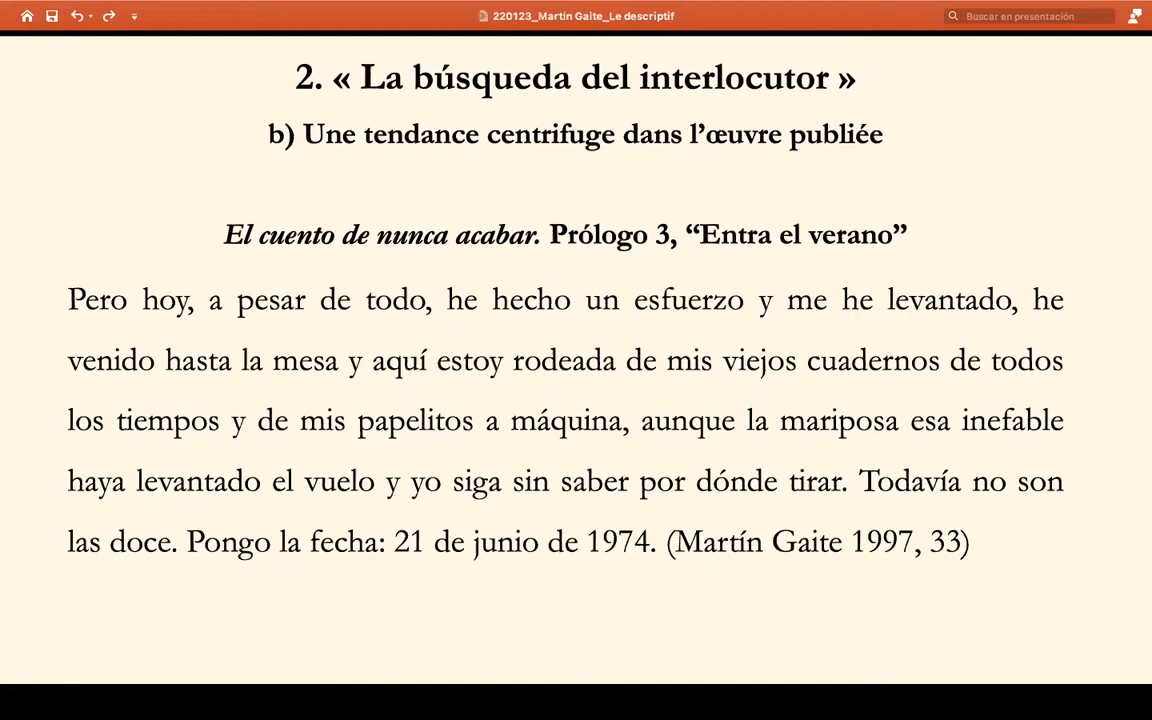 220123_Martín Gaite_Le descriptif
Buscar en presentación
2. « La búsqueda del interlocutor »
b) Une tendance centrifuge dans l’œuvre publiée
El cuento de nunca acabar. Prólogo 3, “Entra el verano”
Pero hoy, a pesar de todo, he hecho un esfuerzo y me he levantado, he
venido hasta la mesa y aquí estoy rodeada de mis viejos cuadernos de todos
los tiempos y de mis papelitos a máquina, aunque la mariposa esa inefable
haya levantado el vuelo y yo siga sin saber por dónde tirar. Todavía no son
las doce. Pongo la fecha: 21 de junio de 1974. (Martín Gaite 1997, 33)